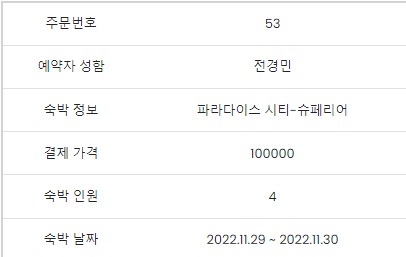 주문번호 53
예약자 성함 전경민
숙박 정보 파라다이스 시티-슈페리어
결제 가격 100000
숙박 인원 4
숙박 날짜 2022.11.29 ~ 2022.11.30